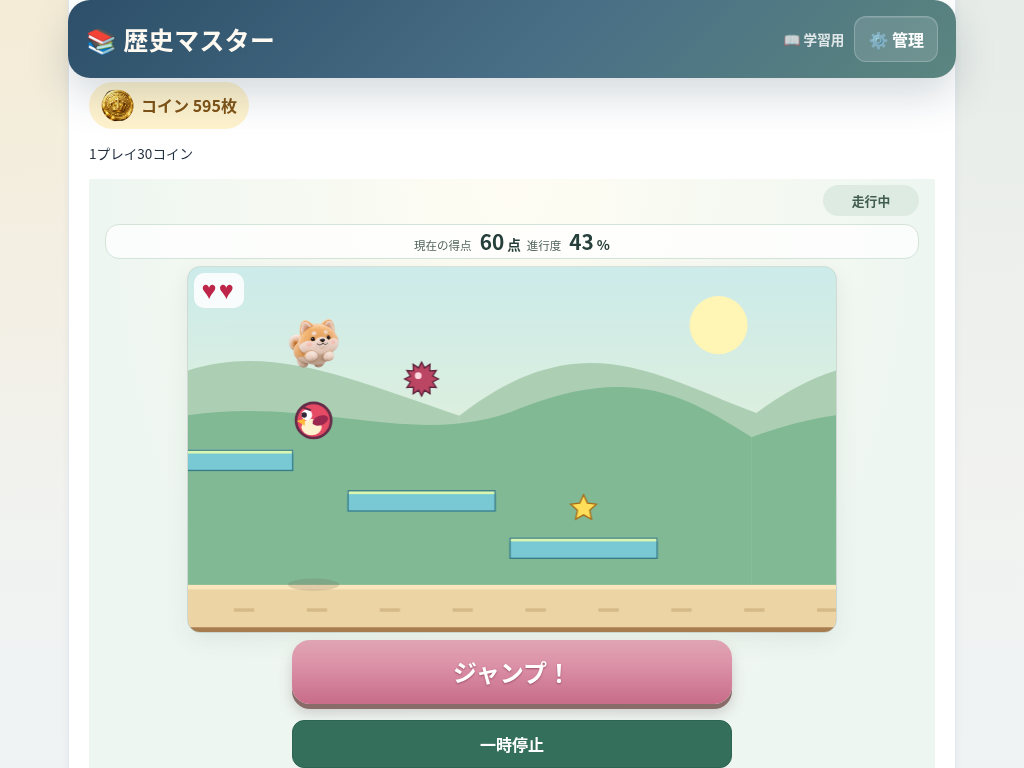 📚 歴史マスター
📖 学習用
⚙️ 管理
コイン 595枚
1プレイ30コイン
走行中
現在の得点 60 点 進行度 43 %
♥♥
ジャンプ！
一時停止